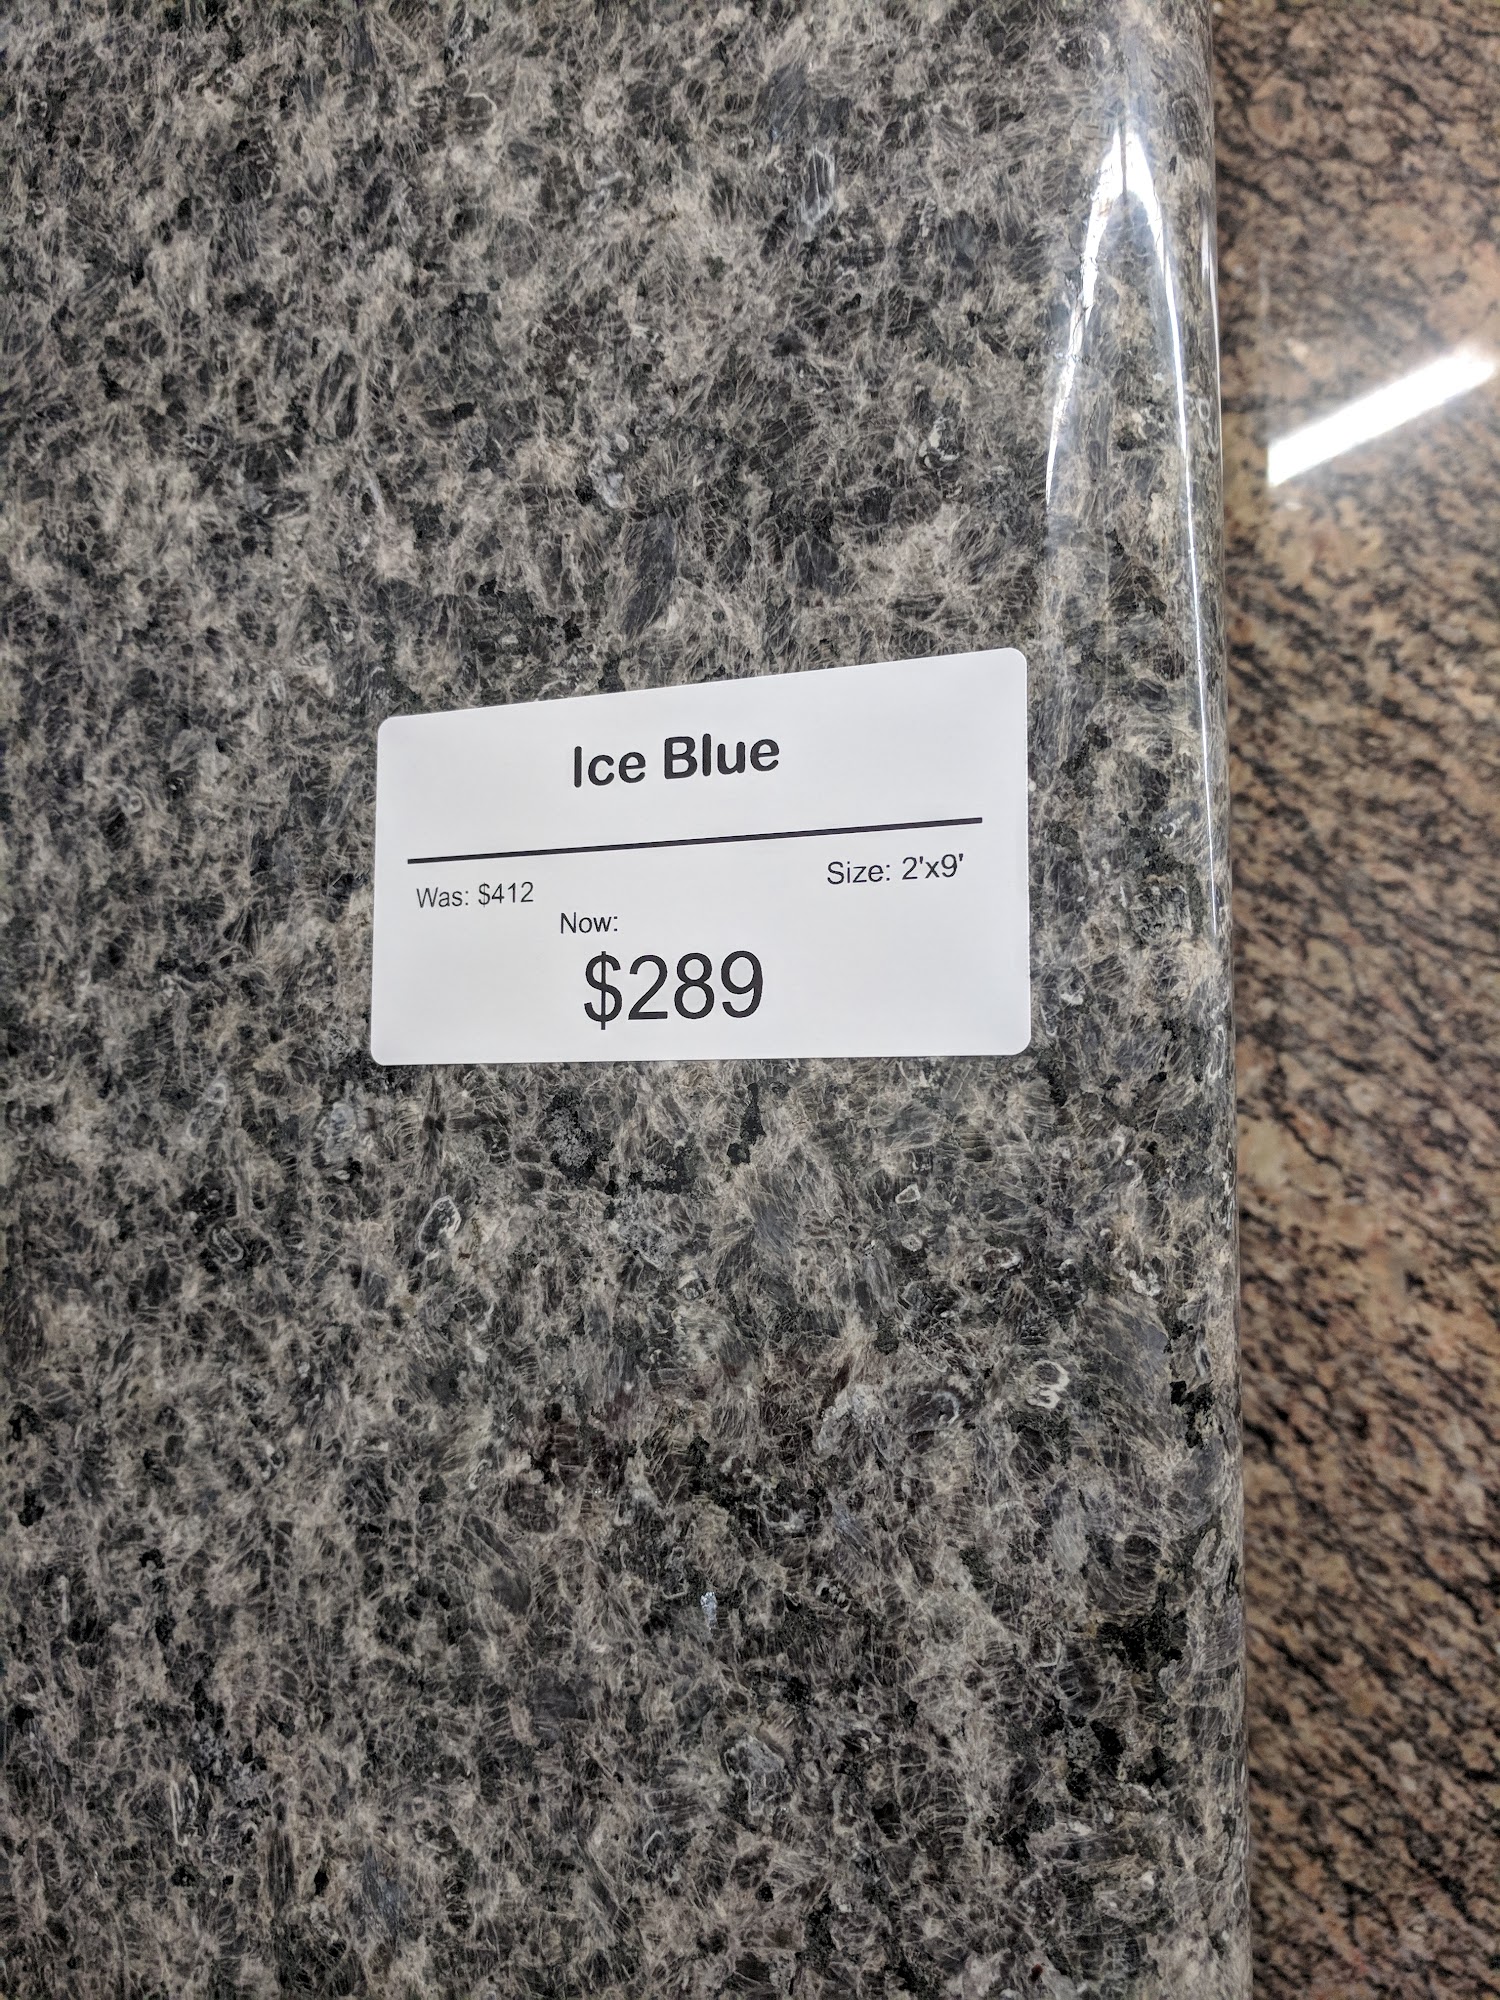 Ice Blue
Was: $412
Size: 2'x9'
Now:
$289